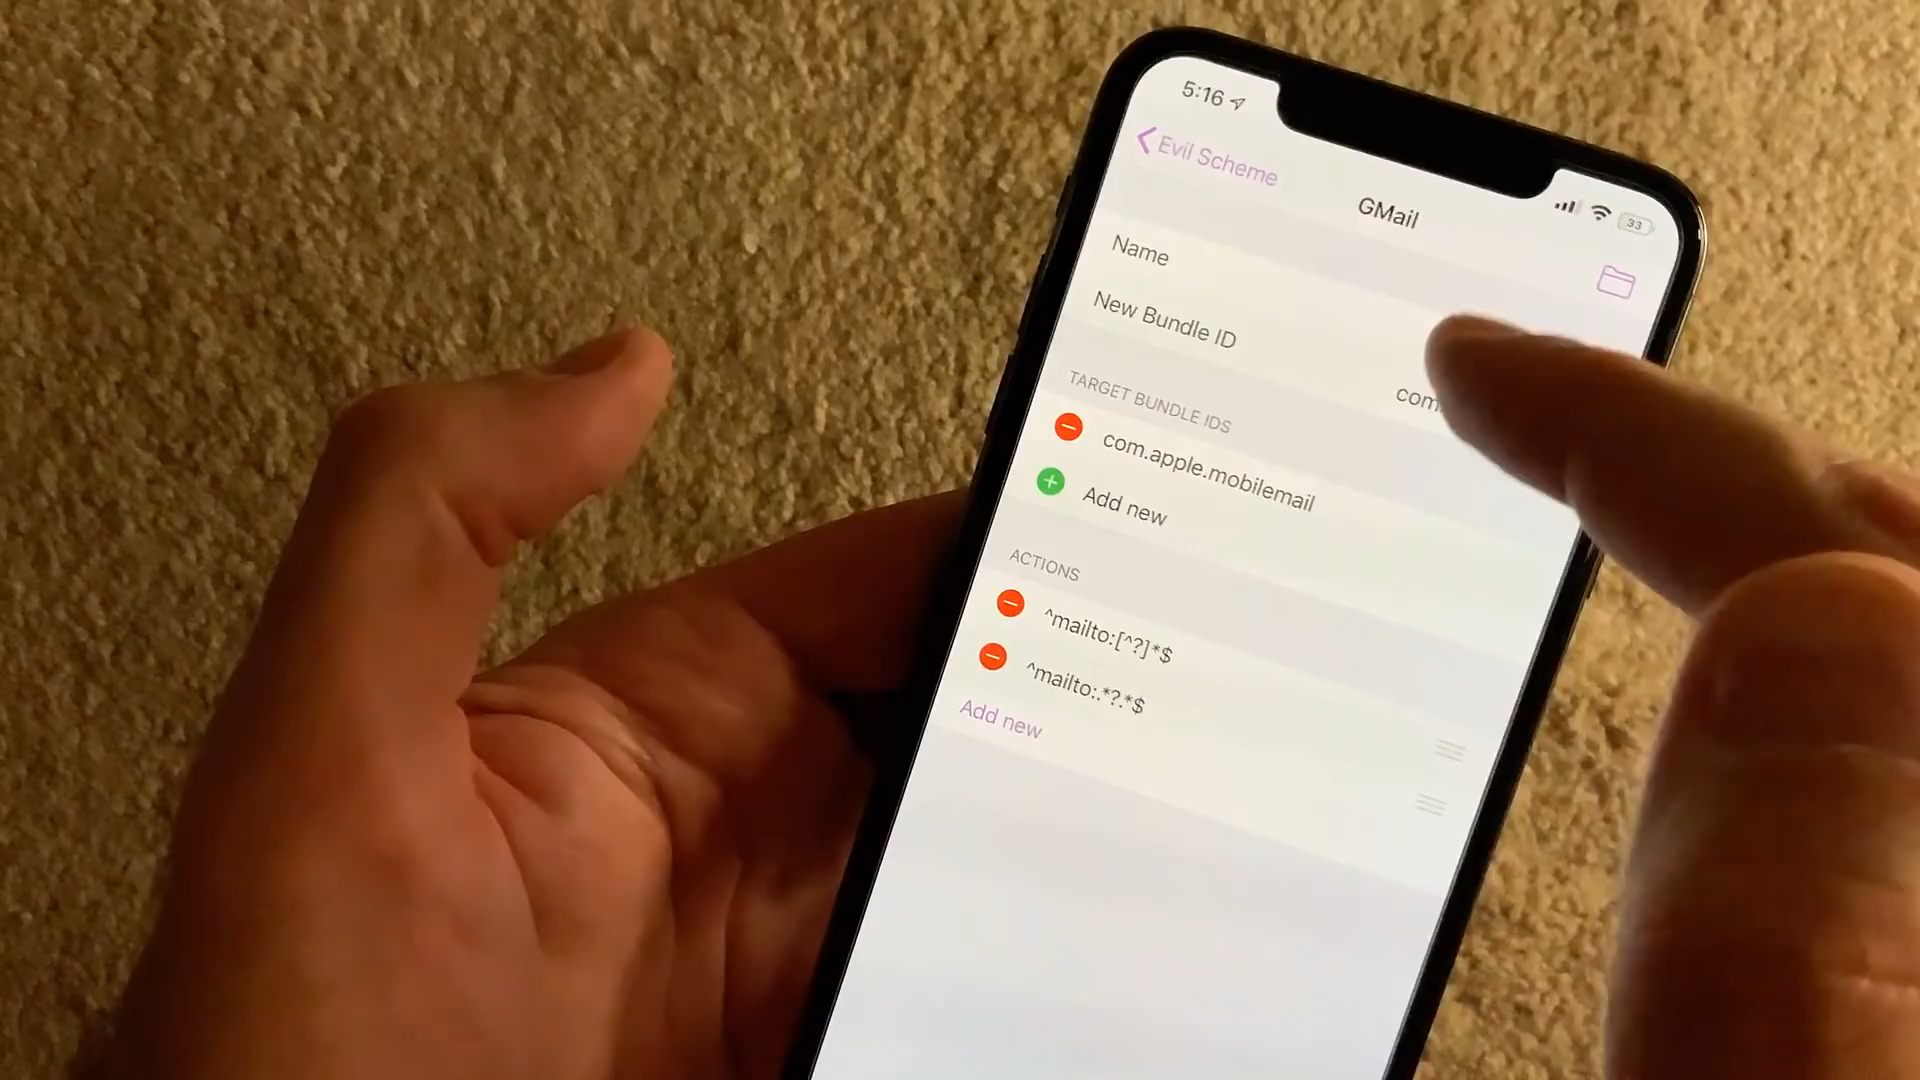 5:16
33
Evil Scheme
GMail
Name
New Bundle ID
com.
TARGET BUNDLE IDS
com.apple.mobilemail
Add new
ACTIONS
^mailto:[^?]*$
^mailto:.*?.*$
Add new